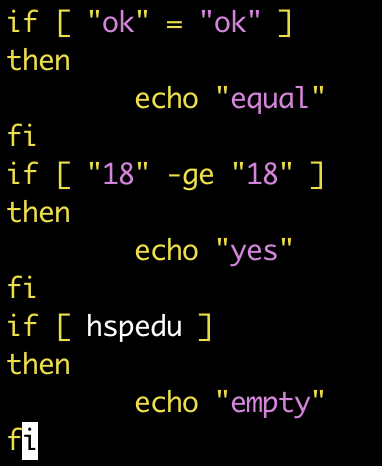 if [ "ok" = "ok" ]
then
        echo "equal"
fi
if [ "18" -ge "18" ]
then
        echo "yes"
fi
if [ hspedu ]
then
        echo "empty"
fi